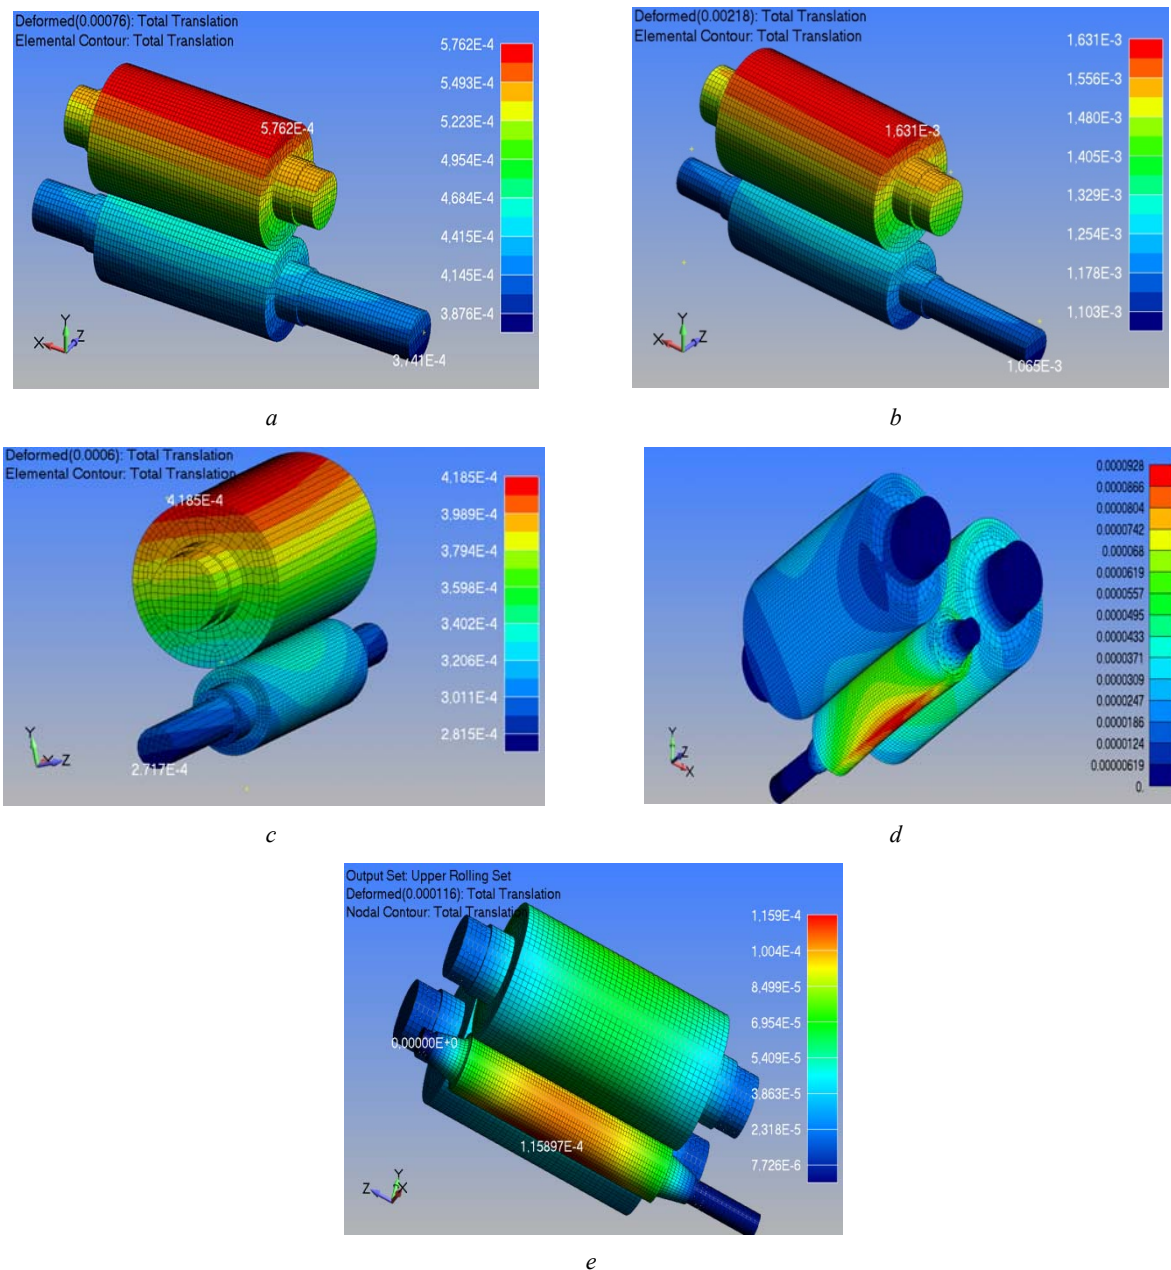 Deformed(0.00076): Total Translation
Elemental Contour: Total Translation
5,762E-4
5,493E-4
5,223E-4
4,954E-4
4,684E-4
4,415E-4
4,145E-4
3,876E-4
5,762E-4
3,741E-4
Y
X
Z
a
Deformed(0.00218): Total Translation
Elemental Contour: Total Translation
1,631E-3
1,556E-3
1,480E-3
1,405E-3
1,329E-3
1,254E-3
1,178E-3
1,103E-3
1,631E-3
1,065E-3
Y
X
Z
b
Deformed(0.0006): Total Translation
Elemental Contour: Total Translation
4,185E-4
3,989E-4
3,794E-4
3,598E-4
3,402E-4
3,206E-4
3,011E-4
2,815E-4
4,185E-4
2,717E-4
Y
X
Z
c
0.0000928
0.0000866
0.0000804
0.0000742
0.000068
0.0000619
0.0000557
0.0000495
0.0000433
0.0000371
0.0000309
0.0000247
0.0000186
0.0000124
0.00000619
0.
Y
Z
X
d
Output Set: Upper Rolling Set
Deformed(0.000116): Total Translation
Nodal Contour: Total Translation
1,159E-4
1,004E-4
8,499E-5
6,954E-5
5,409E-5
3,863E-5
2,318E-5
7,726E-6
0,00000E+0
1,15897E-4
Y
Z
X
e